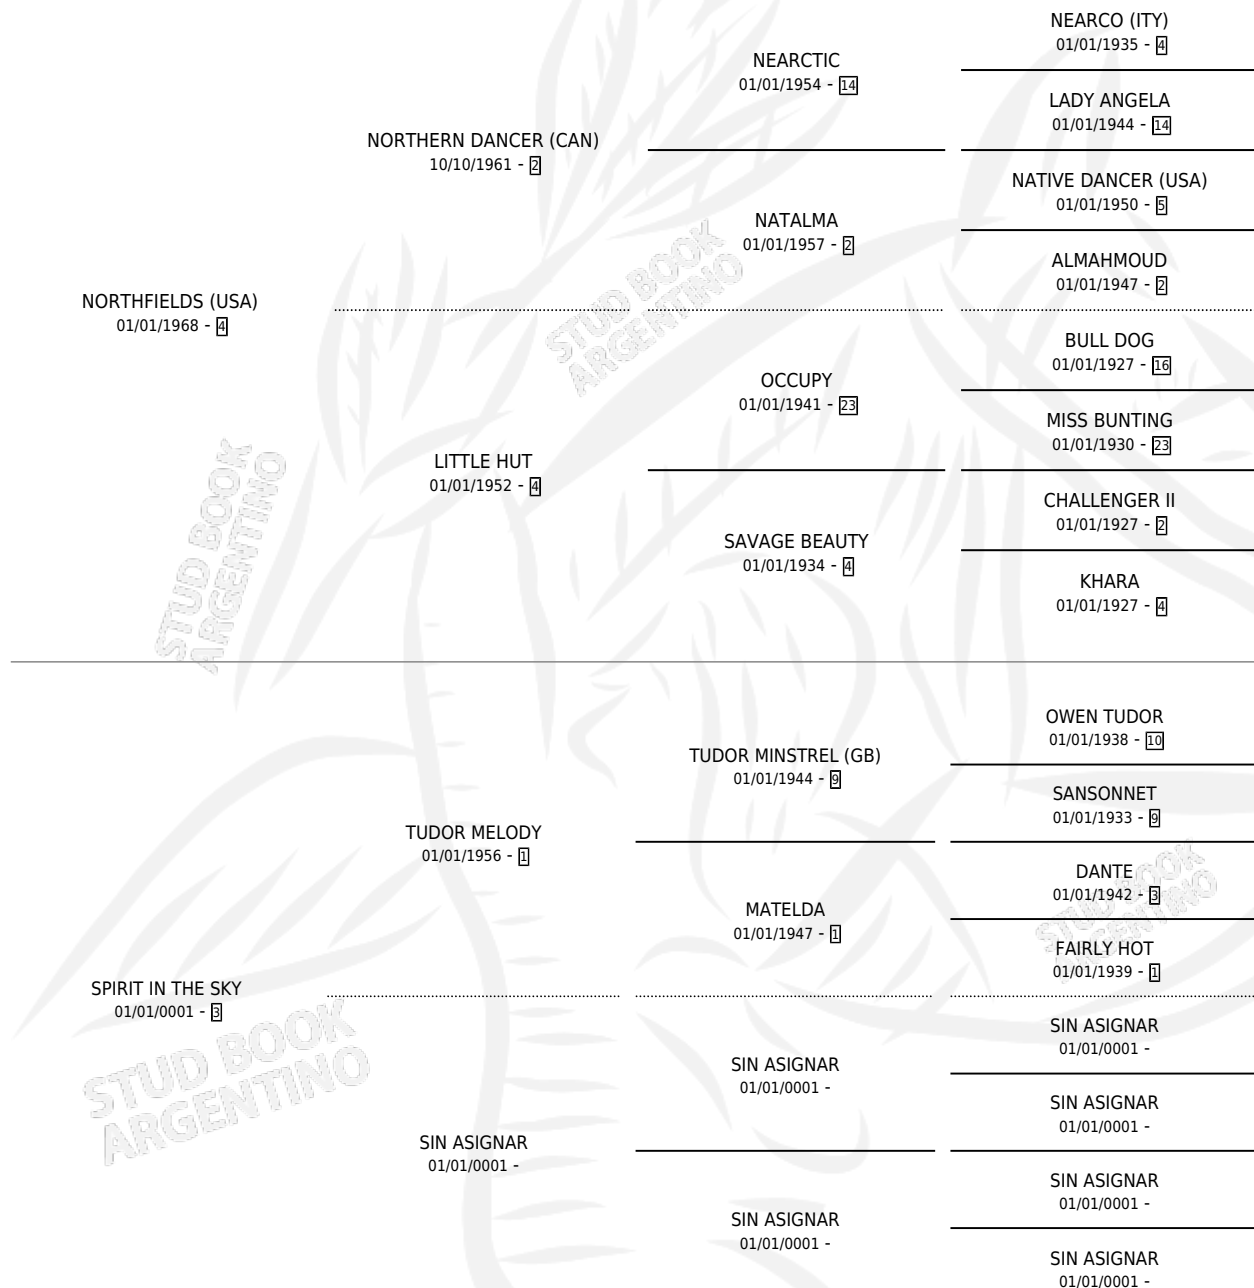 NEARCO (ITY)
01/01/1935 - 4
NEARCTIC
01/01/1954 - 14
LADY ANGELA
01/01/1944 - 14
NORTHERN DANCER (CAN)
10/10/1961 - 2
NATIVE DANCER (USA)
01/01/1950 - 5
NATALMA
01/01/1957 - 2
ALMAHMOUD
01/01/1947 - 2
NORTHFIELDS (USA)
01/01/1968 - 4
STUD BOOK
ARGENTINO
BULL DOG
01/01/1927 - 16
OCCUPY
01/01/1941 - 23
MISS BUNTING
01/01/1930 - 23
LITTLE HUT
01/01/1952 - 4
CHALLENGER II
01/01/1927 - 2
SAVAGE BEAUTY
01/01/1934 - 4
KHARA
01/01/1927 - 4
STUD BOOK
ARGENTINO
OWEN TUDOR
01/01/1938 - 10
TUDOR MINSTREL (GB)
01/01/1944 - 9
SANSONNET
01/01/1933 - 9
TUDOR MELODY
01/01/1956 - 1
DANTE
01/01/1942 - 3
MATELDA
01/01/1947 - 1
FAIRLY HOT
01/01/1939 - 1
STUD BOOK
ARGENTINO
SPIRIT IN THE SKY
01/01/0001 - 3
SIN ASIGNAR
01/01/0001 -
SIN ASIGNAR
01/01/0001 -
SIN ASIGNAR
01/01/0001 -
STUD BOOK
ARGENTINO
SIN ASIGNAR
01/01/0001 -
SIN ASIGNAR
01/01/0001 -
SIN ASIGNAR
01/01/0001 -
SIN ASIGNAR
01/01/0001 -